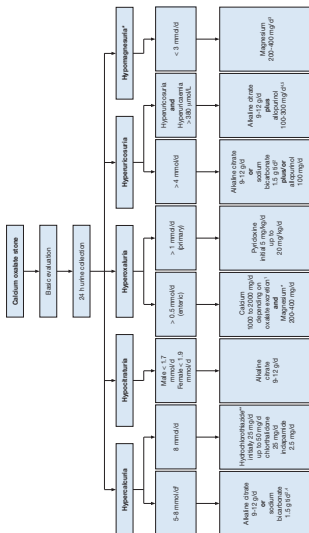 Calcium oxalate stone
Basic evaluation
24 h urine collection
Hypercalcuria
Hypocitraturia
Hyperoxaluria
Hyperuricosuria
Hypomagnesuria
5-8 mmol/d
8 mmol/d
Male < 1.7
mmol/d
Female < 1.9
mmol/d
> 0.5 mmol/d
(enteric)
> 1 mmol/d
(primary)
> 4 mmol/d
Hyperuricosuria
and
Hyperuricaemia
> 380 µmol/L
< 3 mmol/d
Alkaline citrate
9-12 g/d
or
sodium
bicarbonate
1.5 g tid
Hydrochlorothiazide
initially 25 mg/d
up to 50 mg/d
chlorthalidone
25 mg/d
indapamide
2.5 mg/d
Alkaline
citrate
9-12 g/d
Calcium
1000 to 2000 mg/d
depending on
oxalate excretion
and
Magnesium
200-400 mg/d
Pyridoxine
initial 5 mg/kg/d
up to
20 mg/kg/d
Alkaline citrate
9-12 g/d
or
sodium
bicarbonate
1.5 g tid
plus/or
allopurinol
100 mg/d
Alkaline citrate
9-12 g/d
plus
allopurinol
100-300 mg/d
Magnesium
200-400 mg/d